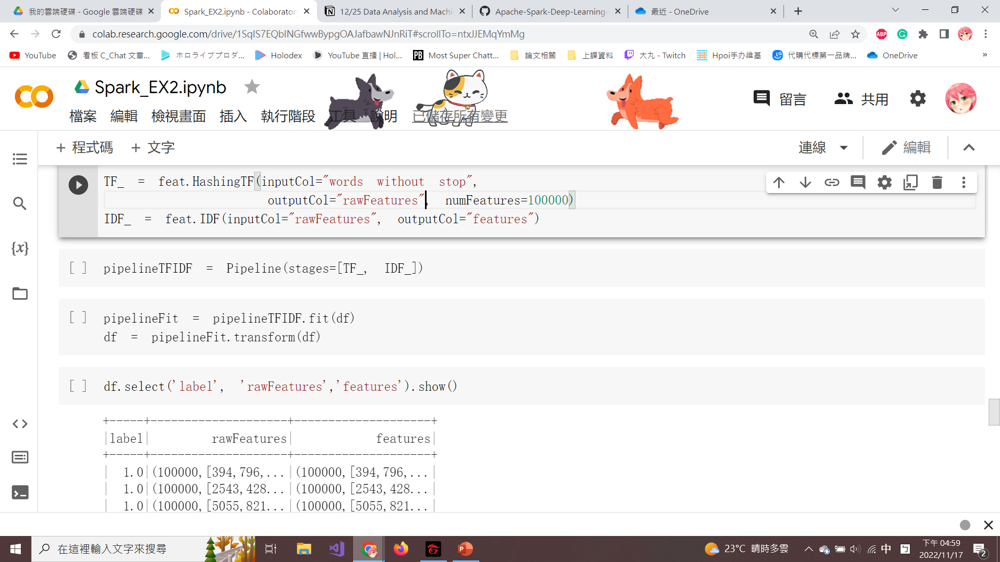 我的雲端硬碟 - Google 雲端硬碟
Spark_EX2.ipynb - Colaboratory
12/25 Data Analysis and Machi
Apache-Spark-Deep-Learning-
最近 - OneDrive
colab.research.google.com/drive/1SqIS7EQbINGfwwBypgOAJafbawNJnRiT#scrollTo=ntxJJEMqYmMg
ABP
YouTube
看板 C_Chat 文章...
ホロライブプロダ...
Holodex
YouTube 直播 | Hol...
PB
Most Super Chatt...
論文相關
上課資料
大丸 - Twitch
Hpoi手办维基
代購代標第一品牌...
OneDrive
»
Spark_EX2.ipynb
留言
共用
檔案 編輯 檢視畫面 插入 執行階段 工具 說明 已儲存所有變更
+ 程式碼 + 文字
連線
編輯
TF_ = feat.HashingTF(inputCol="words without stop",
outputCol="rawFeatures", numFeatures=100000)
IDF_ = feat.IDF(inputCol="rawFeatures", outputCol="features")
[ ] pipelineTFIDF = Pipeline(stages=[TF_, IDF_])
[ ] pipelineFit = pipelineTFIDF.fit(df)
df = pipelineFit.transform(df)
[ ] df.select('label', 'rawFeatures','features').show()
+-----+--------------------+--------------------+
|label|         rawFeatures|            features|
+-----+--------------------+--------------------+
|  1.0|(100000,[394,796,...|(100000,[394,796,...|
|  1.0|(100000,[2543,428...|(100000,[2543,428...|
|  1.0|(100000,[5055,821...|(100000,[5055,821...|
{x}
在這裡輸入文字來搜尋
23°C 晴時多雲
中
下午 04:59
2022/11/17
2